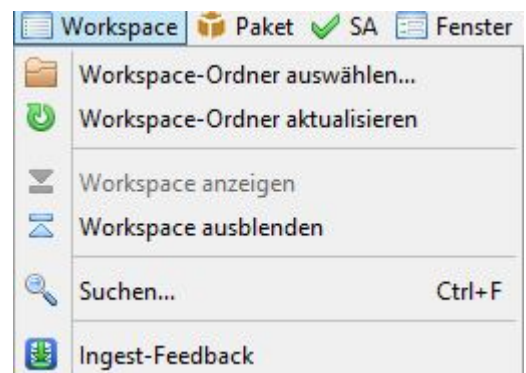 Workspace Paket SA Fenster
Workspace-Ordner auswählen...
Workspace-Ordner aktualisieren
Workspace anzeigen
Workspace ausblenden
Suchen... Ctrl+F
Ingest-Feedback